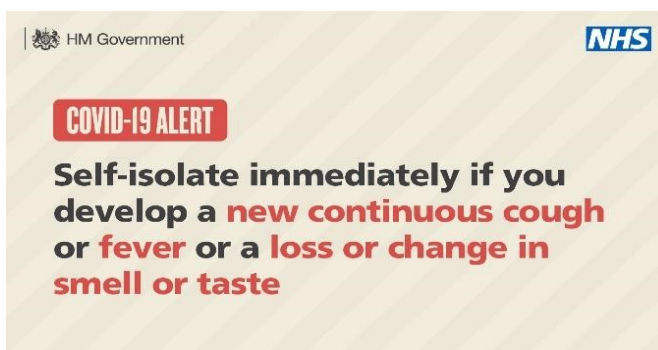 HM Government
NHS
COVID-19 ALERT
Self-isolate immediately if you
develop a new continuous cough
or fever or a loss or change in
smell or taste